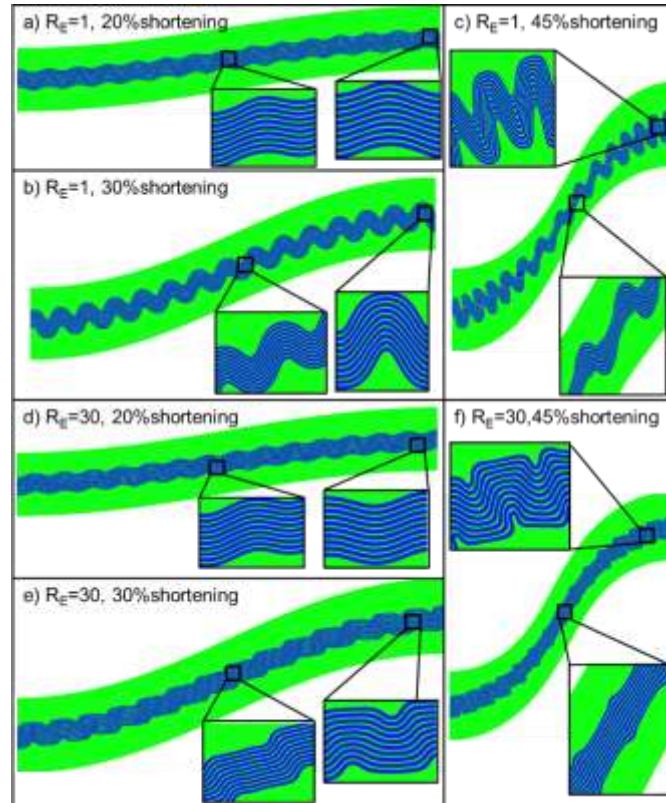 a) R_E=1, 20%shortening
b) R_E=1, 30%shortening
c) R_E=1, 45%shortening
d) R_E=30, 20%shortening
e) R_E=30, 30%shortening
f) R_E=30,45%shortening